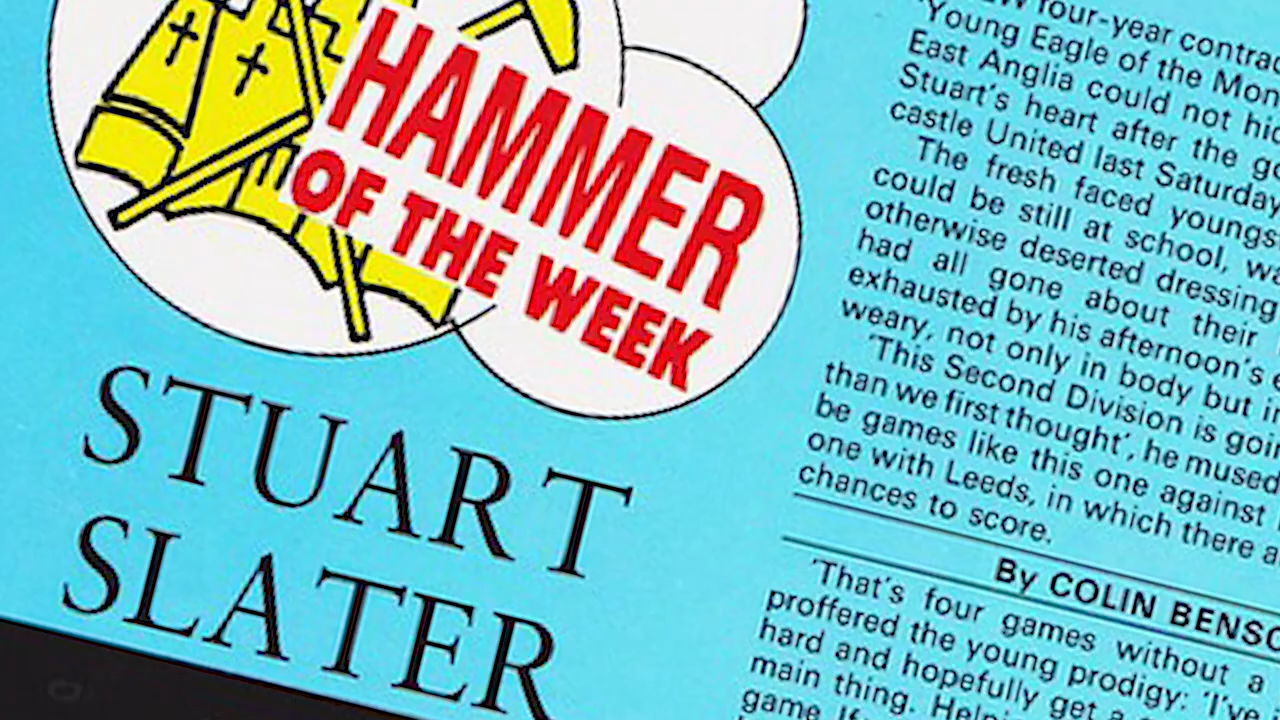 HAMMER
OF THE WEEK
STUART
SLATER
four-year contrac
'Young Eagle of the Mon
East Anglia could not hid
Stuart's heart after the
castle United last Saturday
The fresh faced youngs
could be still at school, wa
otherwise deserted dressing
had all gone about their
exhausted by his afternoon's e
weary, not only in body but in
'This Second Division is goin
than we first thought', he mused
be games like this one against
one with Leeds, in which there a
chances to score.
By COLIN BENSO
'That's four games without a
proffered the young prodigy: 'I've
hard and hopefully get a
main thing.
game